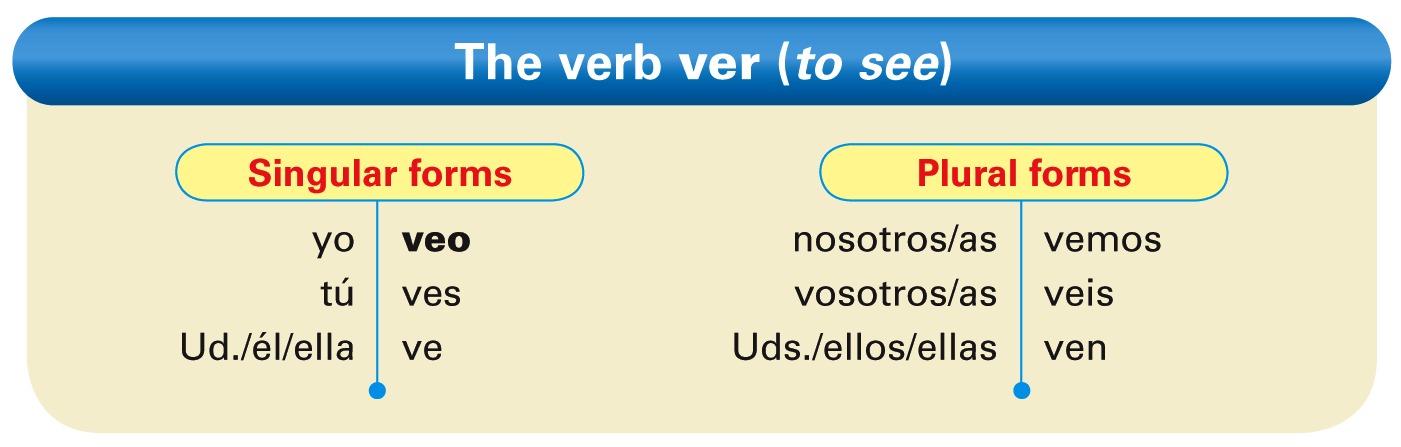 The verb ver (to see)
Singular forms
yo veo
tú ves
Ud./él/ella ve
Plural forms
nosotros/as vemos
vosotros/as veis
Uds./ellos/ellas ven